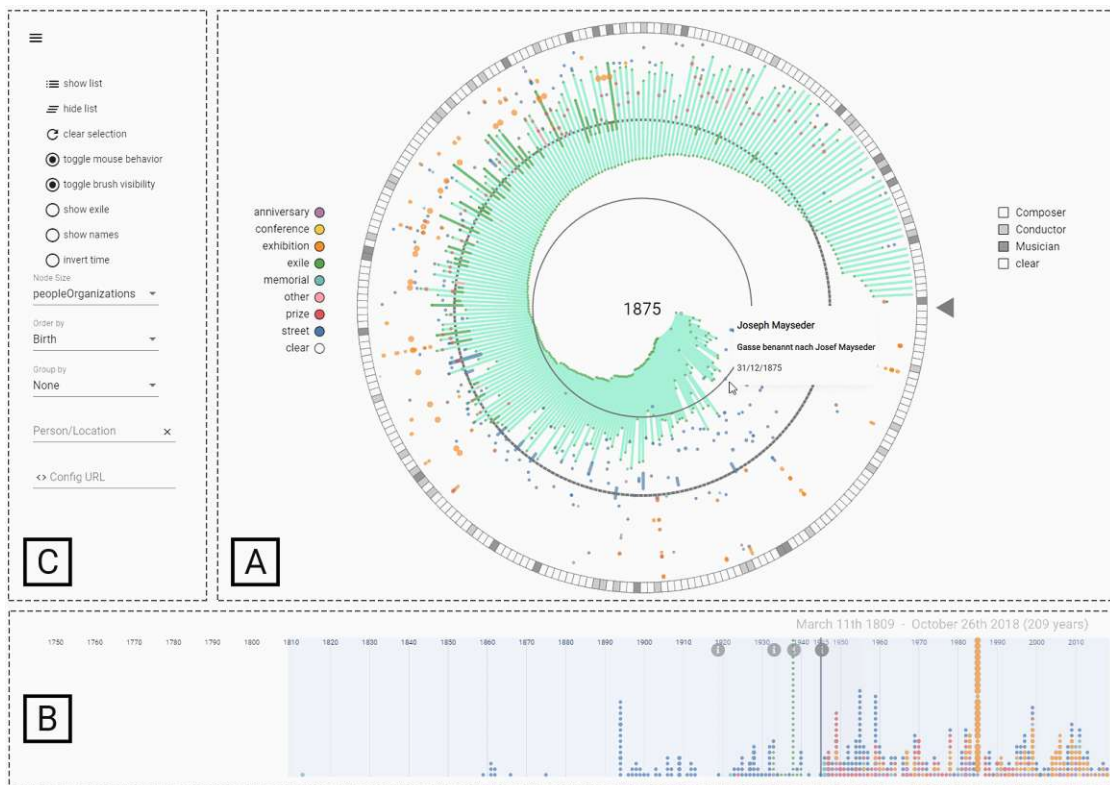 show list
hide list
clear selection
toggle mouse behavior
toggle brush visibility
show exile
show names
invert time
Node Size
peopleOrganizations
Order by
Birth
Group by
None
Person/Location
Config URL
C
anniversary
conference
exhibition
exile
memorial
other
prize
street
clear
1875
Joseph Mayseder
Gasse benannt nach Josef Mayseder
31/12/1875
Composer
Conductor
Musician
clear
A
March 11th 1809 - October 26th 2018 (209 years)
1750 1760 1770 1780 1790 1800 1810 1820 1830 1840 1850 1860 1870 1880 1890 1900 1910 1920 1930 1940 1950 1960 1970 1980 1990 2000 2010
B